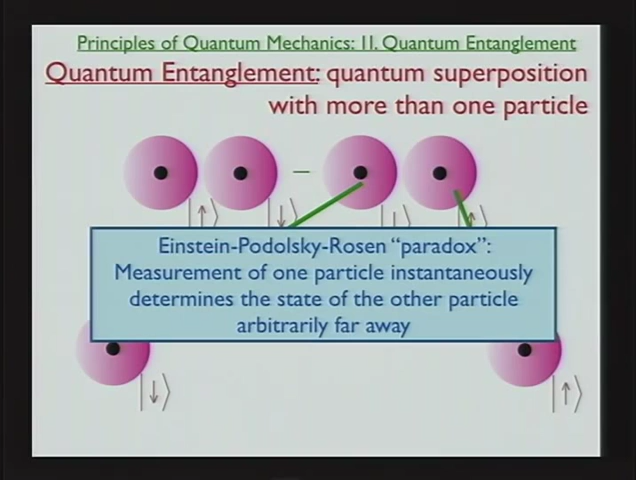 Principles of Quantum Mechanics: II. Quantum Entanglement
Quantum Entanglement: quantum superposition
with more than one particle
−
|↑⟩ |↓⟩ |↓⟩ |↑⟩
Einstein-Podolsky-Rosen “paradox”:
Measurement of one particle instantaneously
determines the state of the other particle
arbitrarily far away
|↓⟩ |↑⟩